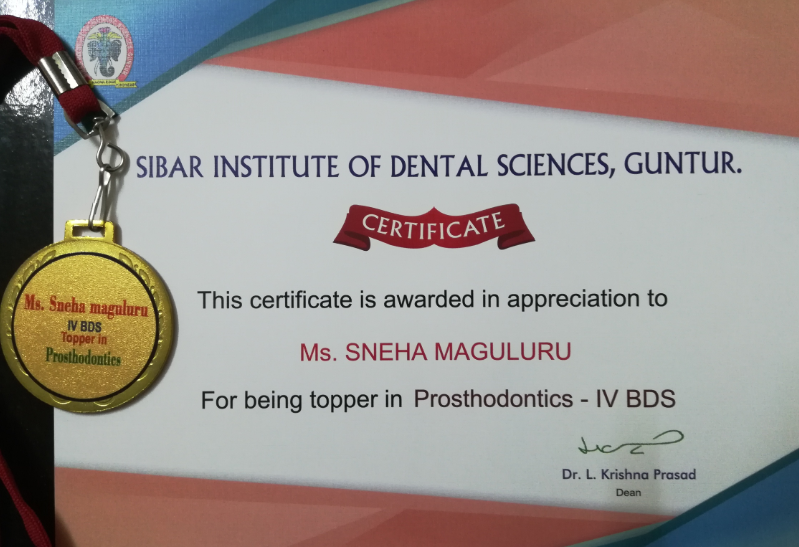 SIBAR INSTITUTE OF DENTAL SCIENCES, GUNTUR.
CERTIFICATE
This certificate is awarded in appreciation to
Ms. SNEHA MAGULURU
For being topper in Prosthodontics - IV BDS
Dr. L. Krishna Prasad
Dean
Ms. Sneha maguluru
IV BDS
Topper in
Prosthodontics